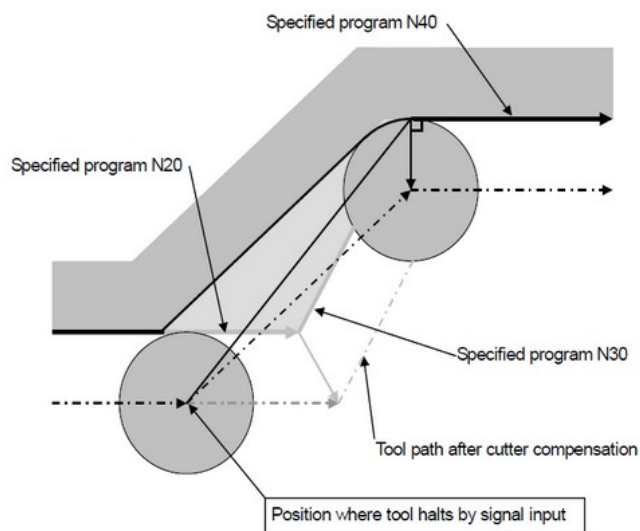 Specified program N40
Specified program N20
Specified program N30
Tool path after cutter compensation
Position where tool halts by signal input